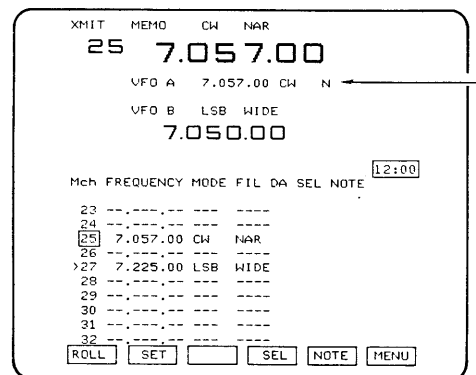 XMIT MEMO CW NAR
25 7.057.00
VFO A 7.057.00 CW N
VFO B LSB WIDE
7.050.00
12:00
Mch FREQUENCY MODE FIL DA SEL NOTE
23 --.---.-- --- ----
24 --.---.-- --- ----
25 7.057.00 CW NAR
26 --.---.-- --- ----
>27 7.225.00 LSB WIDE
28 --.---.-- --- ----
29 --.---.-- --- ----
30 --.---.-- --- ----
31 --.---.-- --- ----
32 --.---.-- --- ----
ROLL SET SEL NOTE MENU